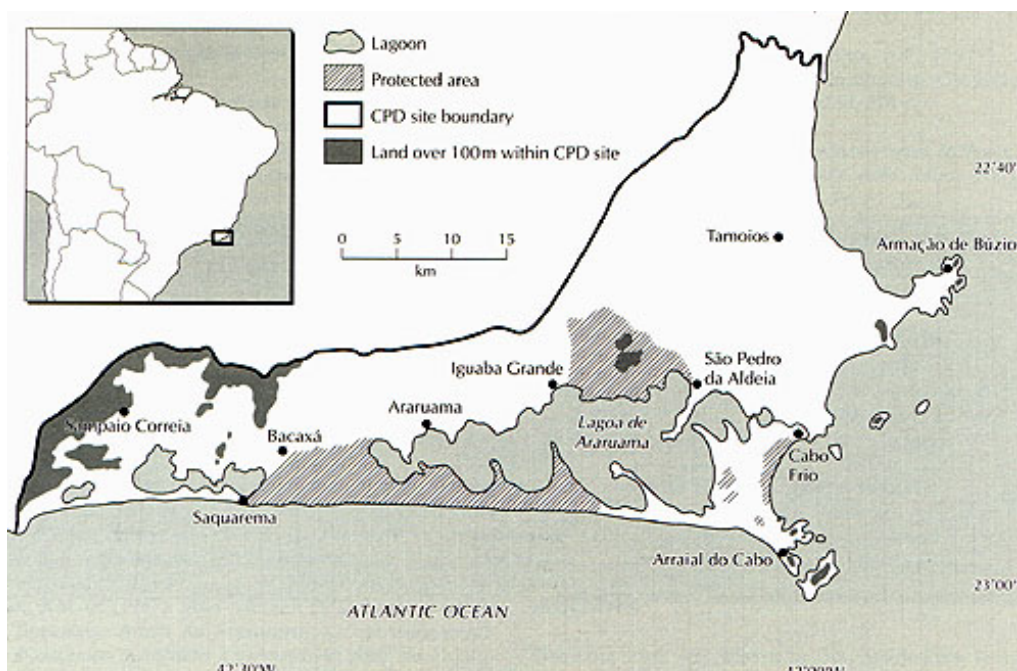 Lagoon
Protected area
CPD site boundary
Land over 100m within CPD site
0 5 10 15
km
22°40'
Tamoios
Armação de Búzio
Iguaba Grande
São Pedro
da Aldeia
Araruama
Lagoa de
Araruama
Sampaio Correia
Bacaxá
Cabo
Frio
Saquarema
Arraial do Cabo
23°00'
ATLANTIC OCEAN
42°30'W